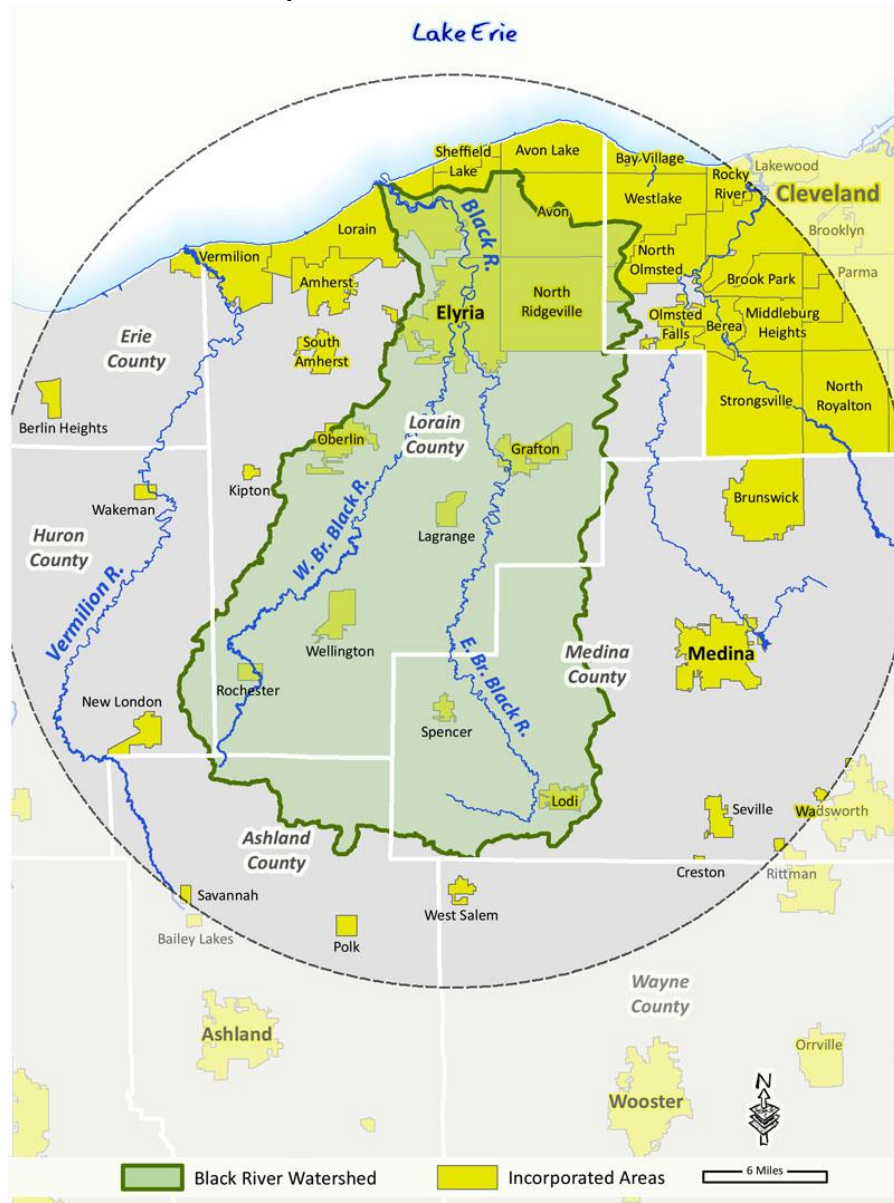 Lake Erie
Sheffield
Lake
Avon Lake
Bay Village
Rocky
River
Lakewood
Cleveland
Westlake
Avon
Black R.
Lorain
Brooklyn
Vermilion
Amherst
North
Olmsted
Brook Park
Parma
Elyria
North
Ridgeville
Olmsted
Falls
Berea
Middleburg
Heights
Erie
County
South
Amherst
Strongsville
North
Royalton
Berlin Heights
Oberlin
Lorain
County
Grafton
Kipton
Wakeman
W. Br. Black R.
Brunswick
Huron
County
Lagrange
Vermilion R.
Wellington
E. Br. Black R.
Medina
County
Medina
Rochester
New London
Spencer
Lodi
Seville
Wadsworth
Ashland
County
Creston
Rittman
Savannah
West Salem
Bailey Lakes
Polk
Wayne
County
Ashland
Orrville
Wooster
N
Black River Watershed
Incorporated Areas
6 Miles